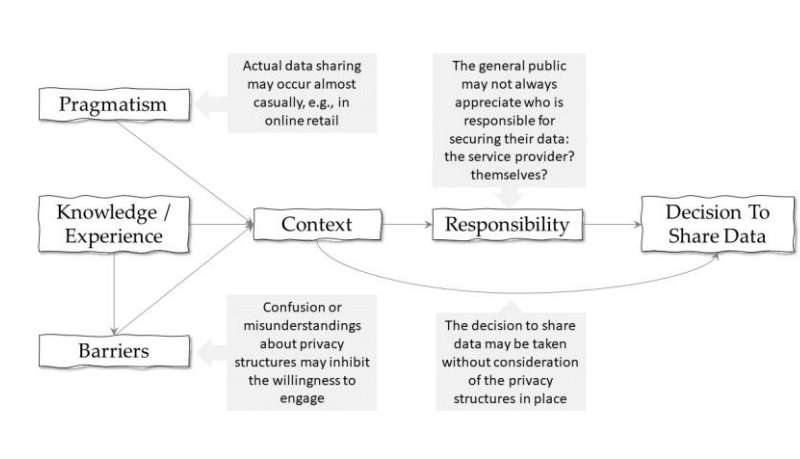 Pragmatism
Actual data sharing
may occur almost
casually, e.g., in
online retail
The general public
may not always
appreciate who is
responsible for
securing their data:
the service provider?
themselves?
Knowledge /
Experience
Context
Responsibility
Decision To
Share Data
Barriers
Confusion or
misunderstandings
about privacy
structures may inhibit
the willingness to
engage
The decision to share
data may be taken
without consideration
of the privacy
structures in place